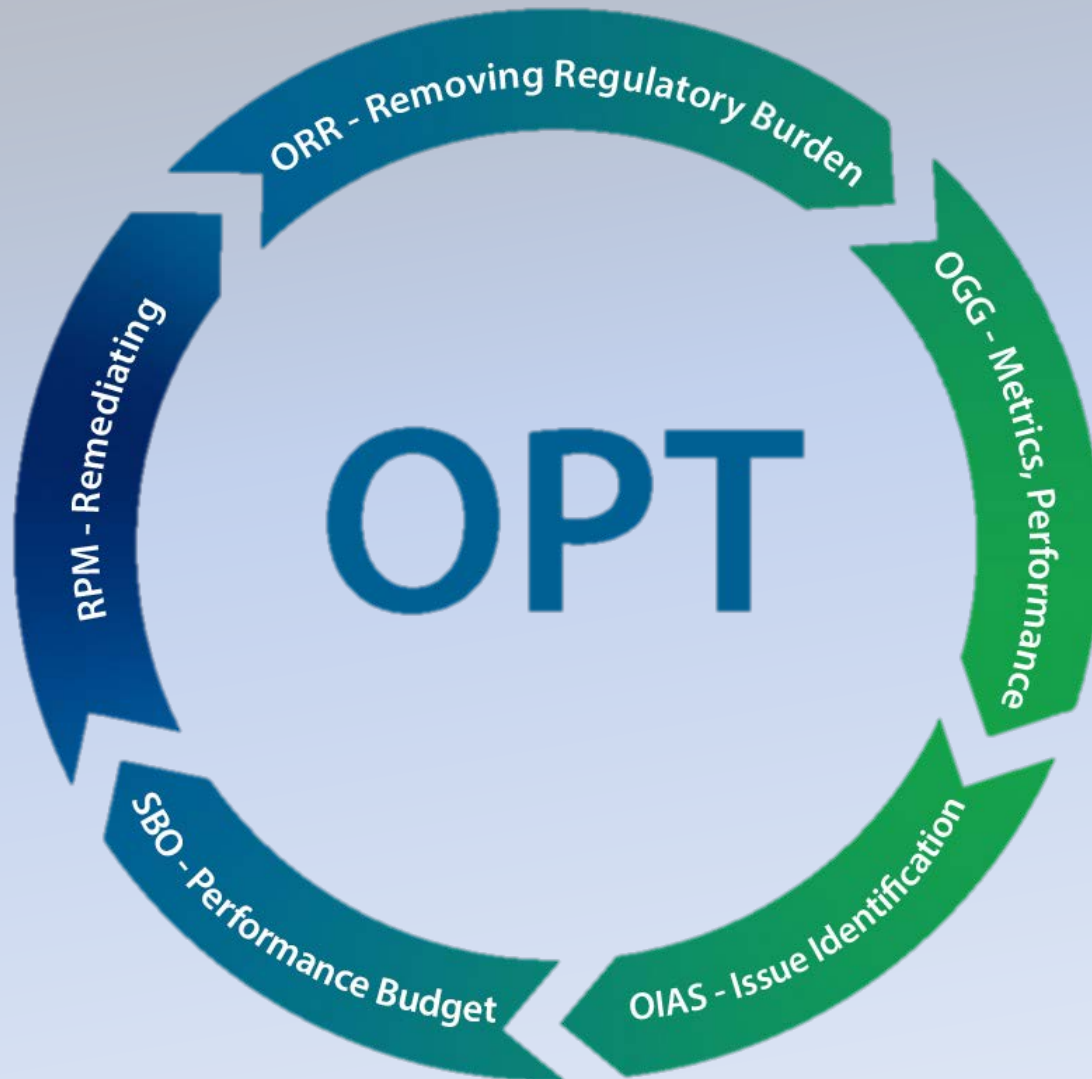 ORR - Removing Regulatory Burden
OGG - Metrics, Performance
OIAS - Issue Identification
SBO - Performance Budget
RPM - Remediating
OPT